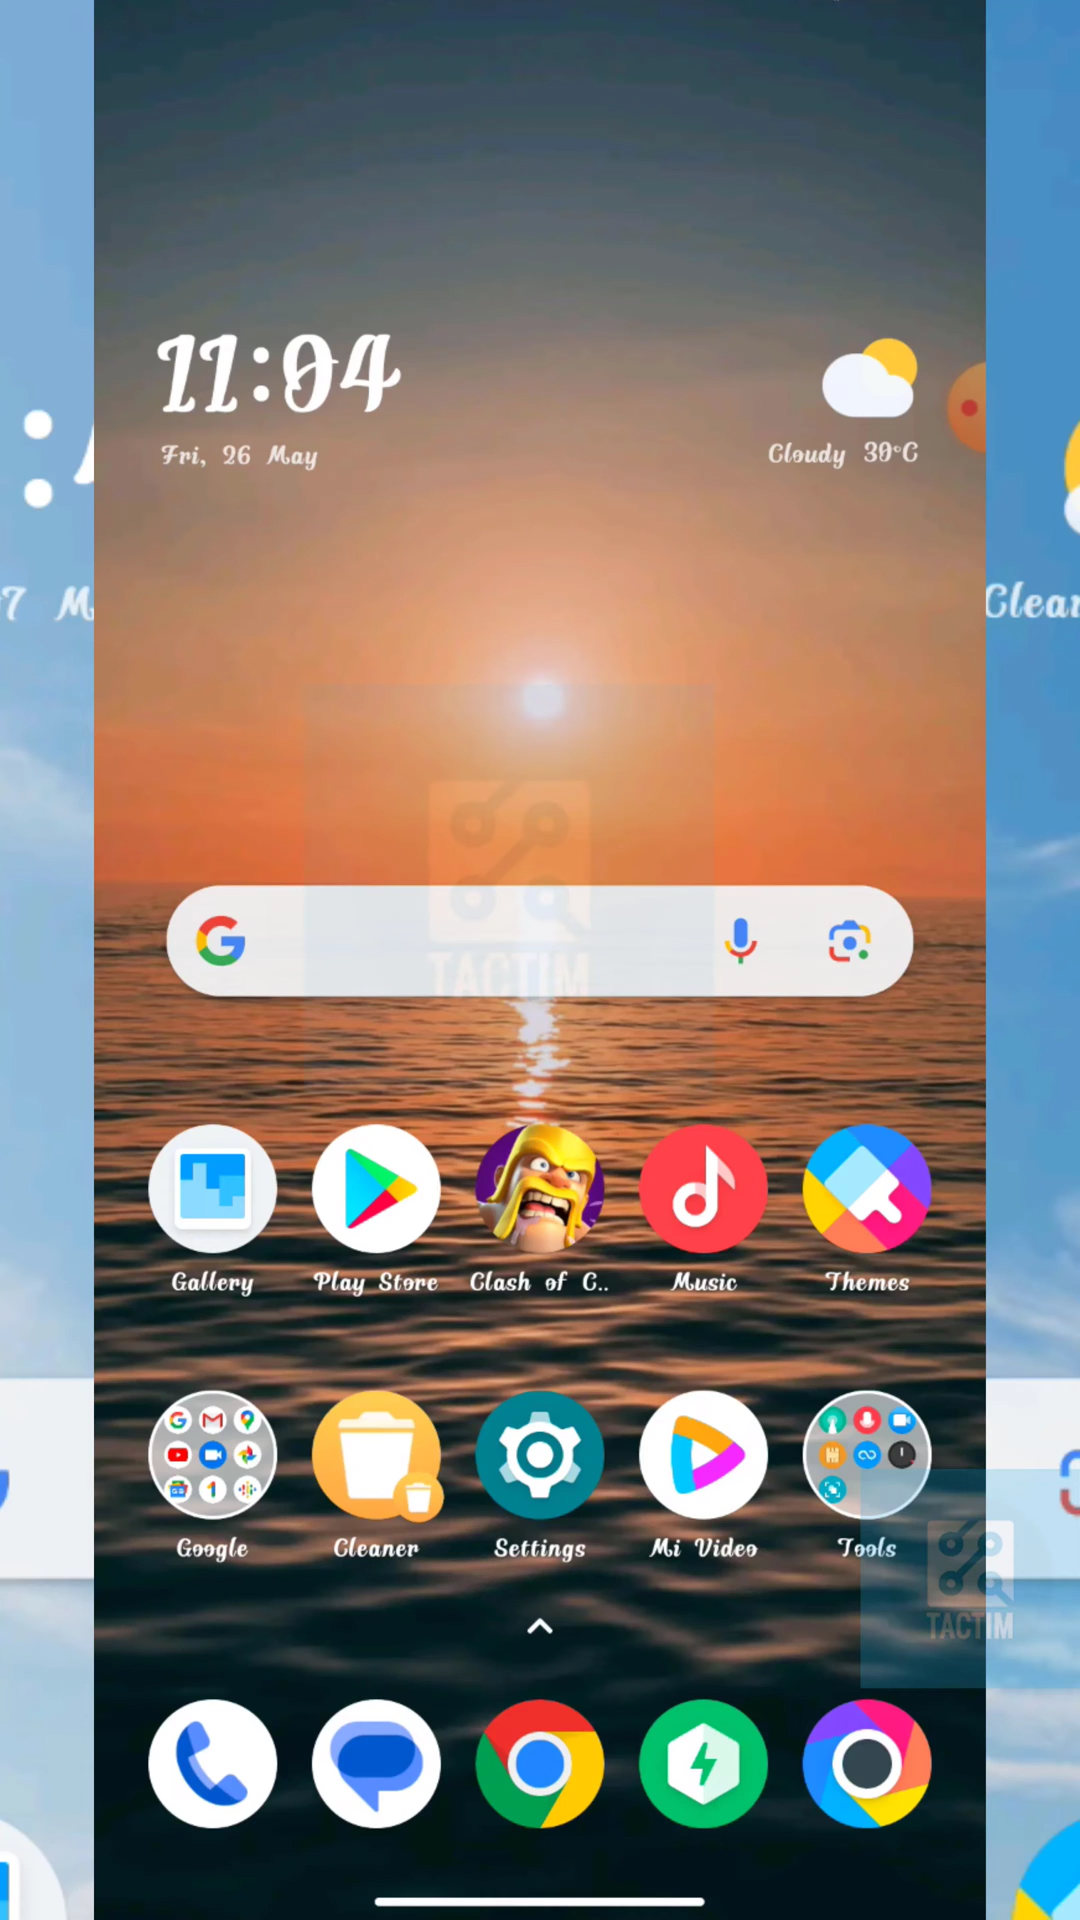 11:04
Fri, 26 May
Cloudy 30°C
7 M
Clear
TACTIM
Gallery
Play Store
Clash of C..
Music
Themes
Google
Cleaner
Settings
Mi Video
Tools
TACTIM